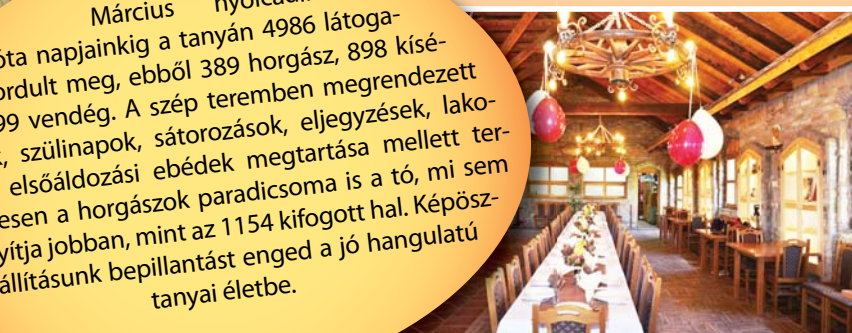 Március
óta napjainkig a tanyán 4986 látoga-
ordult meg, ebből 389 horgász, 898 kísé-
99 vendég. A szép teremben megrendezett
k, szülinapok, sátorozások, eljegyzések, lako-
elsőáldozási ebédek megtartása mellett ter-
esen a horgászok paradicsoma is a tó, mi sem
yítja jobban, mint az 1154 kifogott hal. Képösz-
állításunk bepillantást enged a jó hangulatú
tanyai életbe.